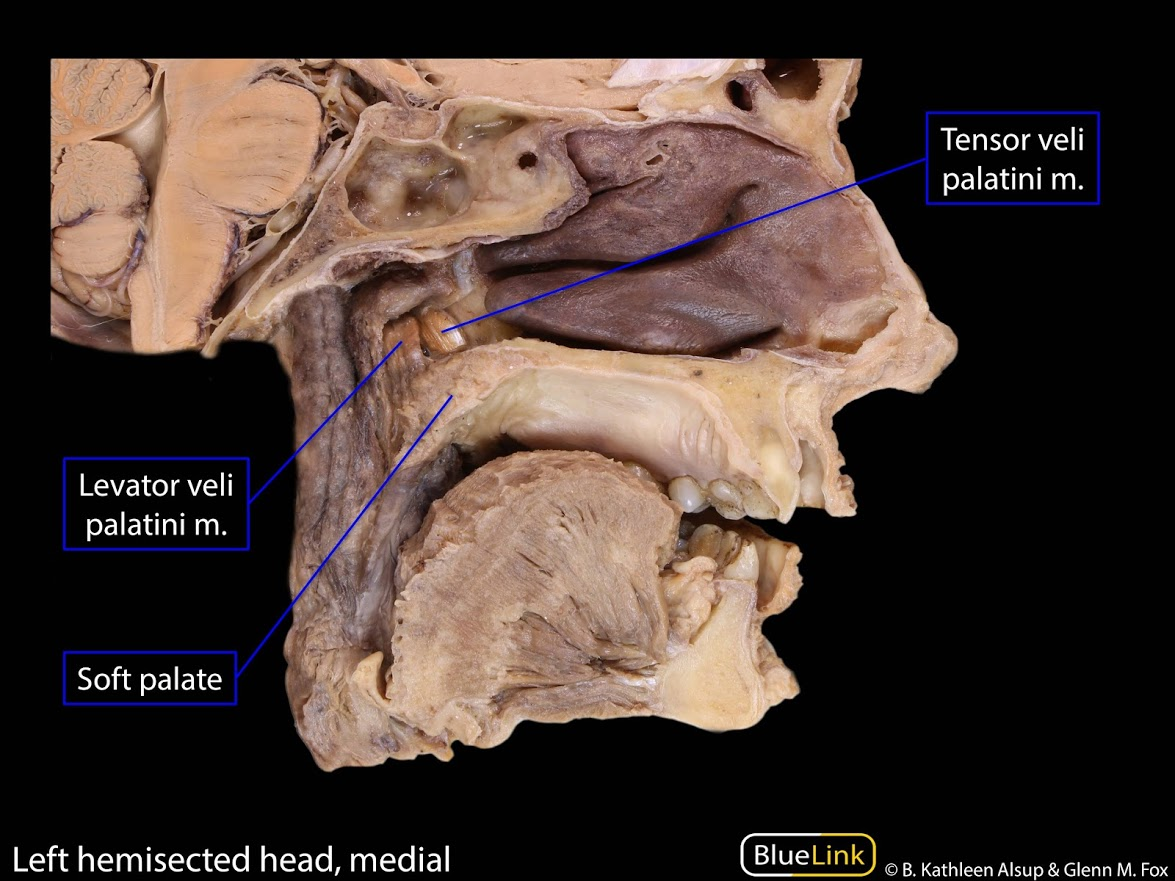 Tensor veli
palatini m.
Levator veli
palatini m.
Soft palate
Left hemisected head, medial
BlueLink
© B. Kathleen Alsup & Glenn M. Fox